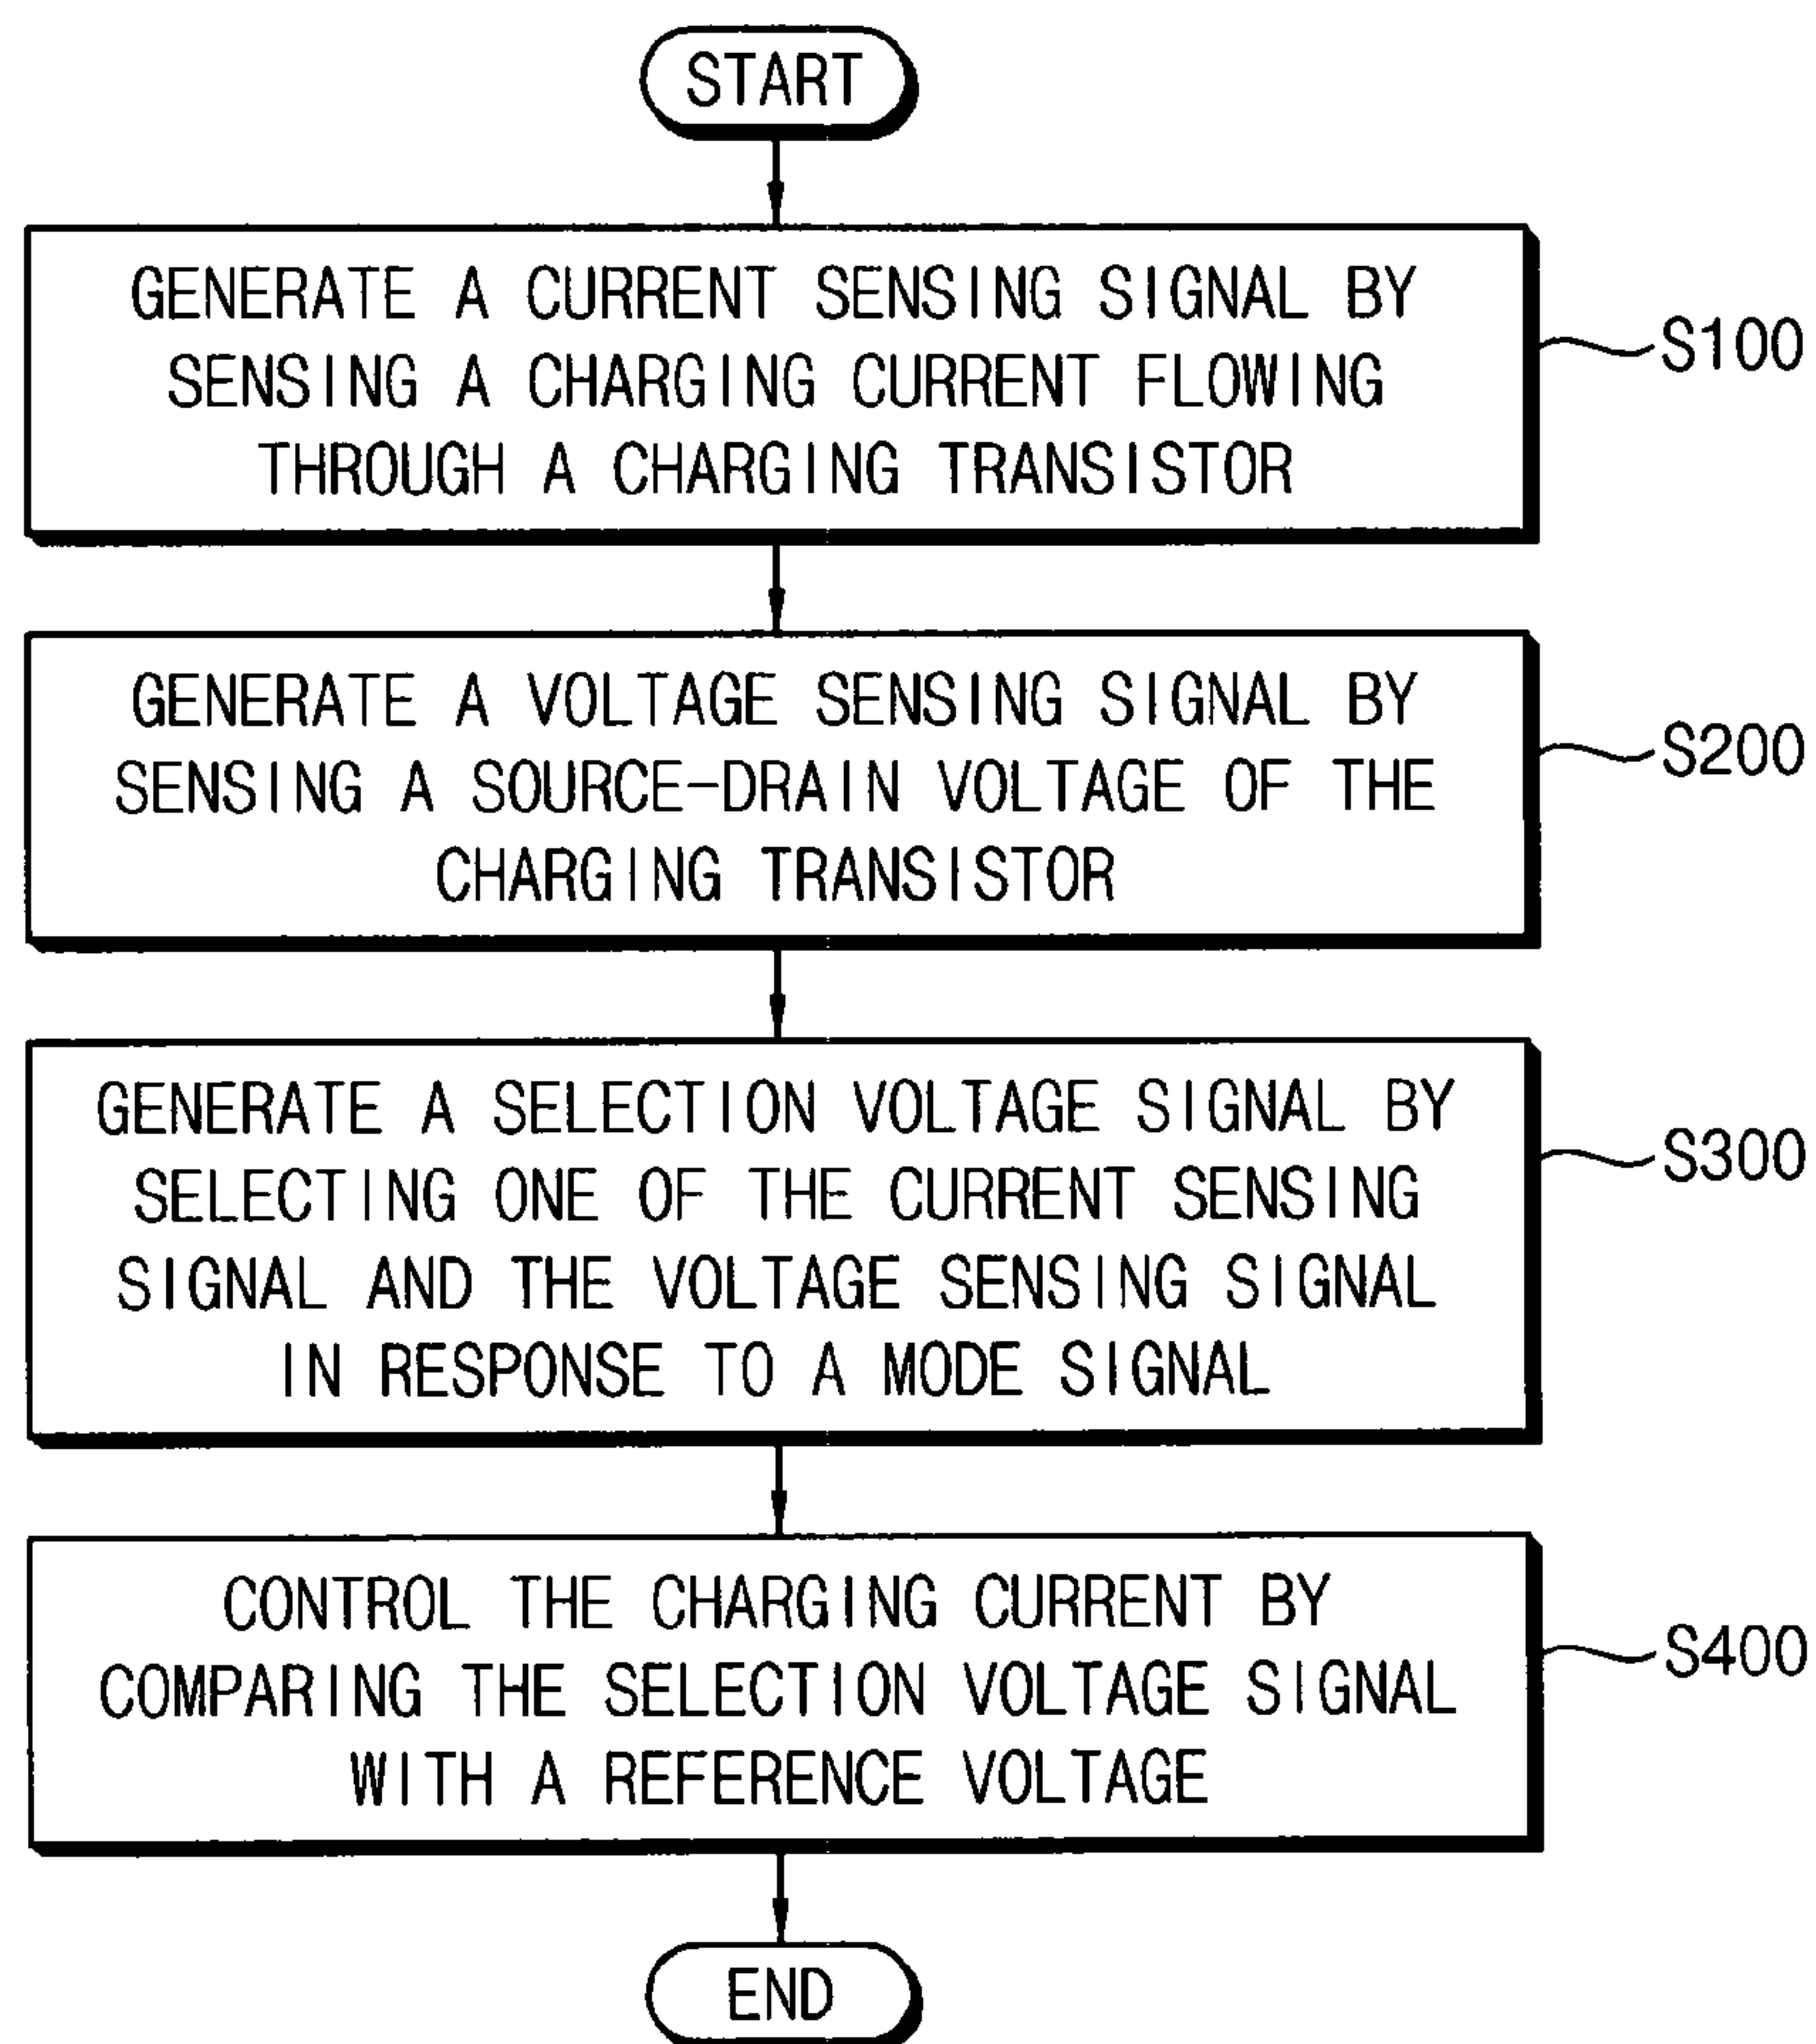 START
GENERATE A CURRENT SENSING SIGNAL BY
SENSING A CHARGING CURRENT FLOWING
THROUGH A CHARGING TRANSISTOR
S100
GENERATE A VOLTAGE SENSING SIGNAL BY
SENSING A SOURCE-DRAIN VOLTAGE OF THE
CHARGING TRANSISTOR
S200
GENERATE A SELECTION VOLTAGE SIGNAL BY
SELECTING ONE OF THE CURRENT SENSING
SIGNAL AND THE VOLTAGE SENSING SIGNAL
IN RESPONSE TO A MODE SIGNAL
S300
CONTROL THE CHARGING CURRENT BY
COMPARING THE SELECTION VOLTAGE SIGNAL
WITH A REFERENCE VOLTAGE
S400
END